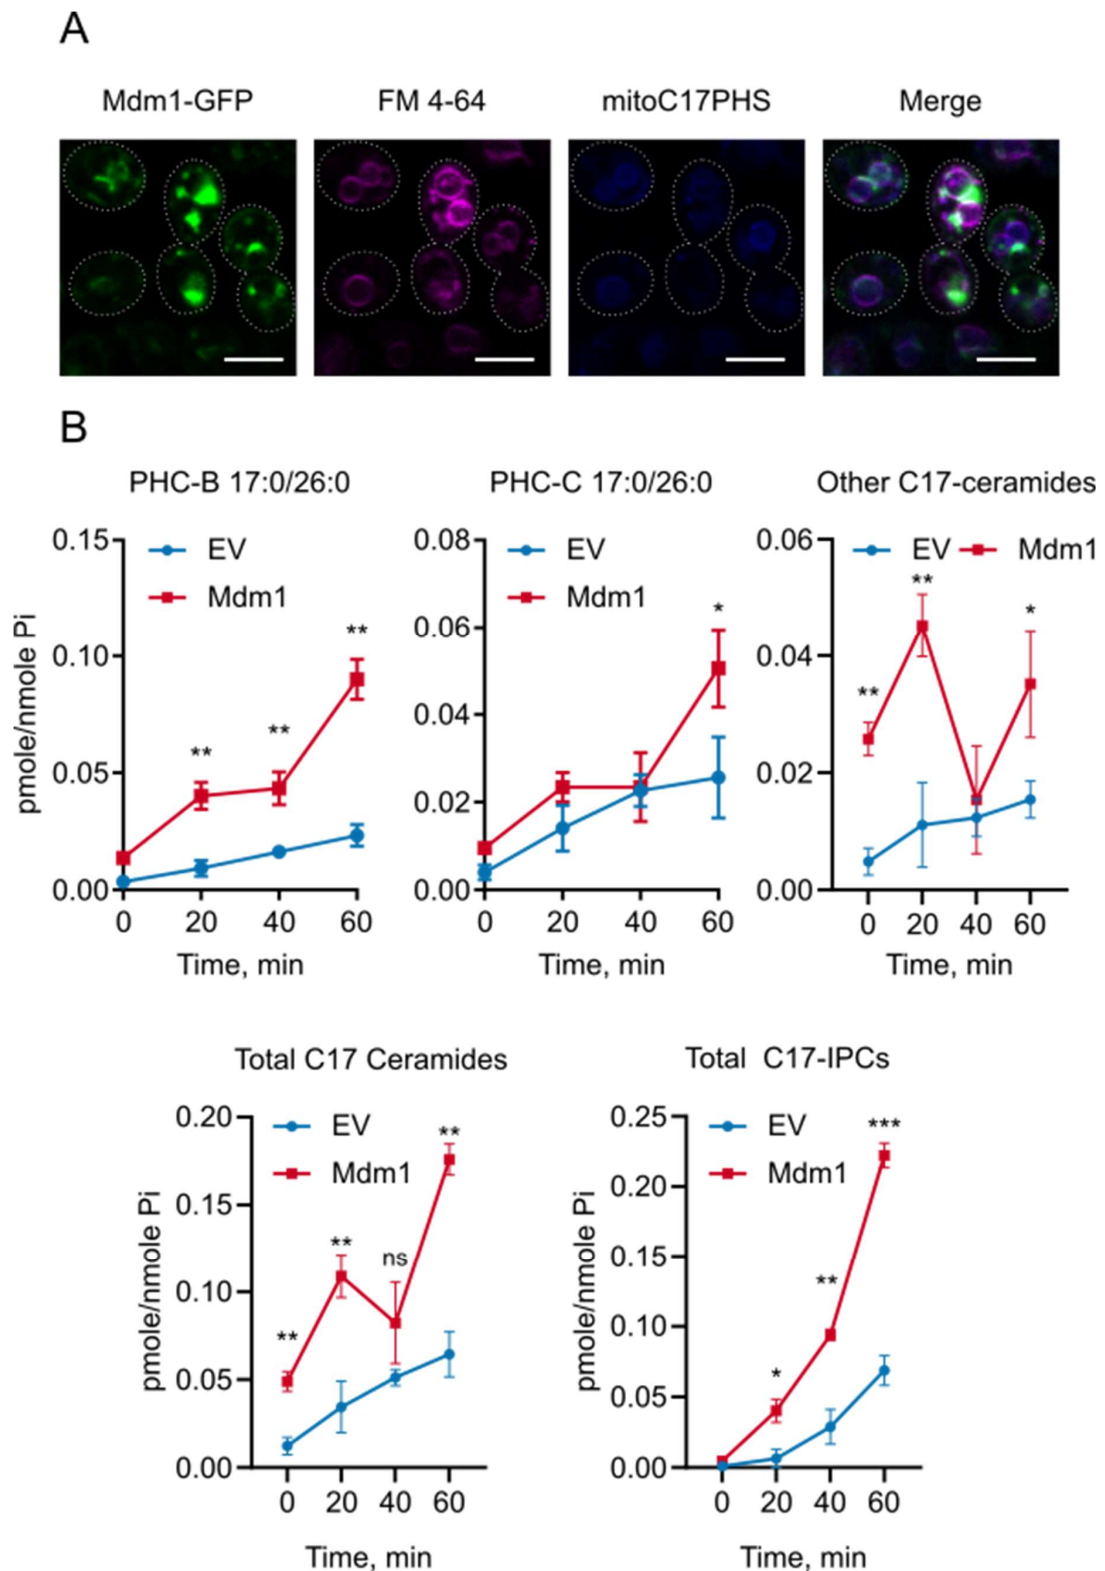 A
Mdm1-GFP FM 4-64 mitoC17PHS Merge
B
PHC-B 17:0/26:0 PHC-C 17:0/26:0 Other C17-ceramides
pmole/nmole Pi
0.15
0.10
0.05
0.00
EV
Mdm1
**
**
**
0 20 40 60
Time, min
0.08
0.06
0.04
0.02
0.00
EV
Mdm1
*
0 20 40 60
Time, min
0.06
0.04
0.02
0.00
EV Mdm1
**
**
*
0 20 40 60
Time, min
Total C17 Ceramides Total C17-IPCs
pmole/nmole Pi
0.20
0.15
0.10
0.05
0.00
EV
Mdm1
**
**
ns
**
0 20 40 60
Time, min
pmole/nmole Pi
0.25
0.20
0.15
0.10
0.05
0.00
EV
Mdm1
***
**
*
0 20 40 60
Time, min